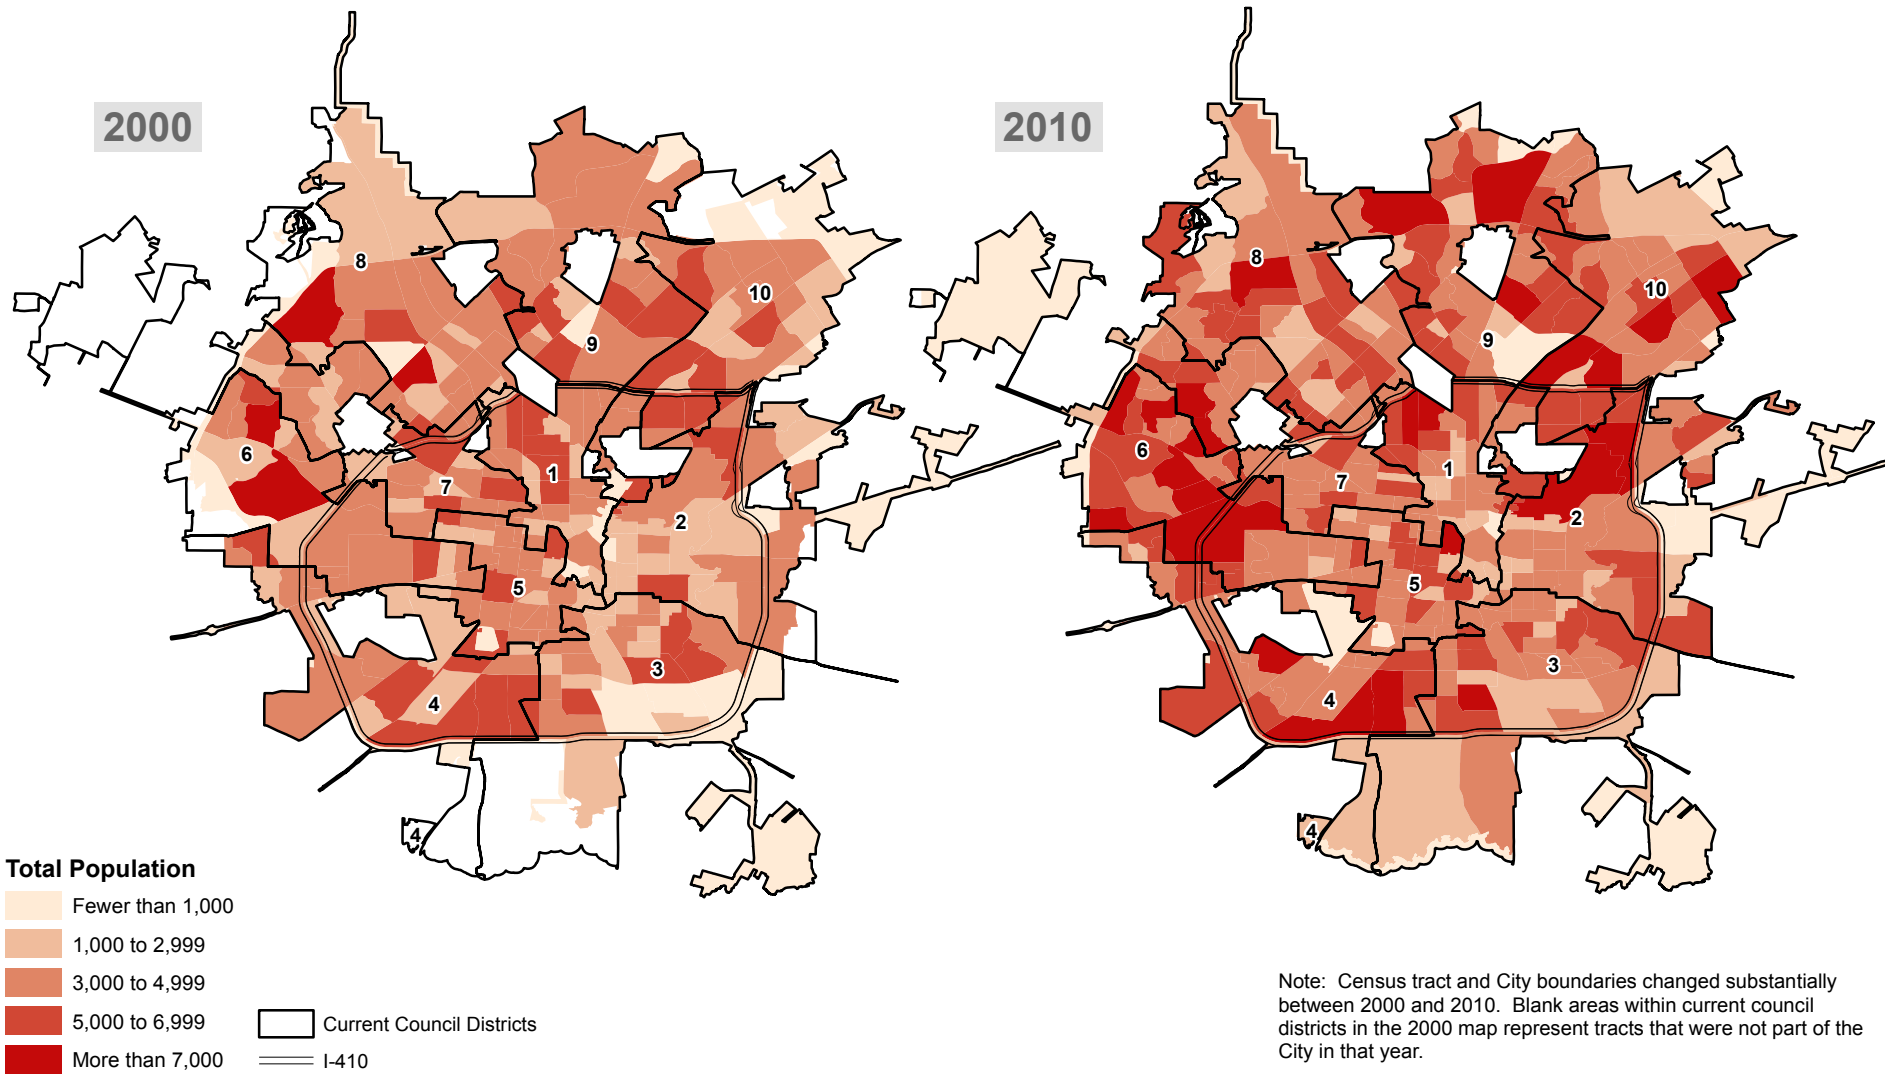 2000
2010
8
10
9
6
7
1
2
5
3
4
4
8
10
9
6
7
1
2
5
3
4
4
Total Population
Fewer than 1,000
1,000 to 2,999
3,000 to 4,999
5,000 to 6,999
More than 7,000
Current Council Districts
I-410
Note: Census tract and City boundaries changed substantially
between 2000 and 2010. Blank areas within current council
districts in the 2000 map represent tracts that were not part of the
City in that year.